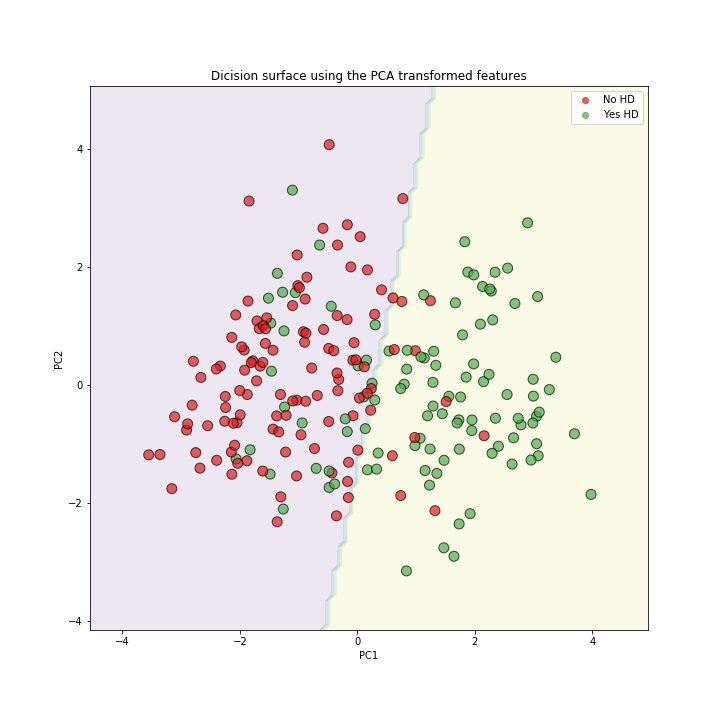 Dicision surface using the PCA transformed features
No HD
Yes HD
4
2
0
−2
−4
PC2
−4
−2
0
2
4
PC1